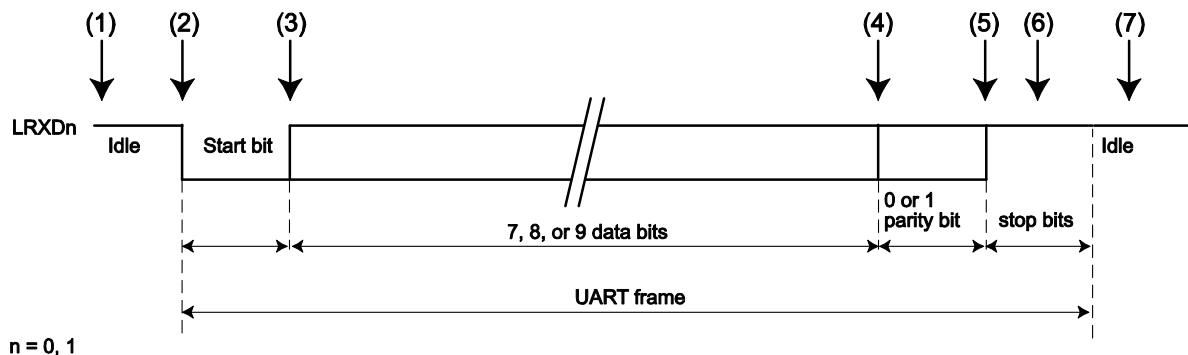 (1) (2) (3) (4) (5) (6) (7)
LRXDn
Idle Start bit Idle
0 or 1
parity bit
7, 8, or 9 data bits stop bits
UART frame
n = 0, 1